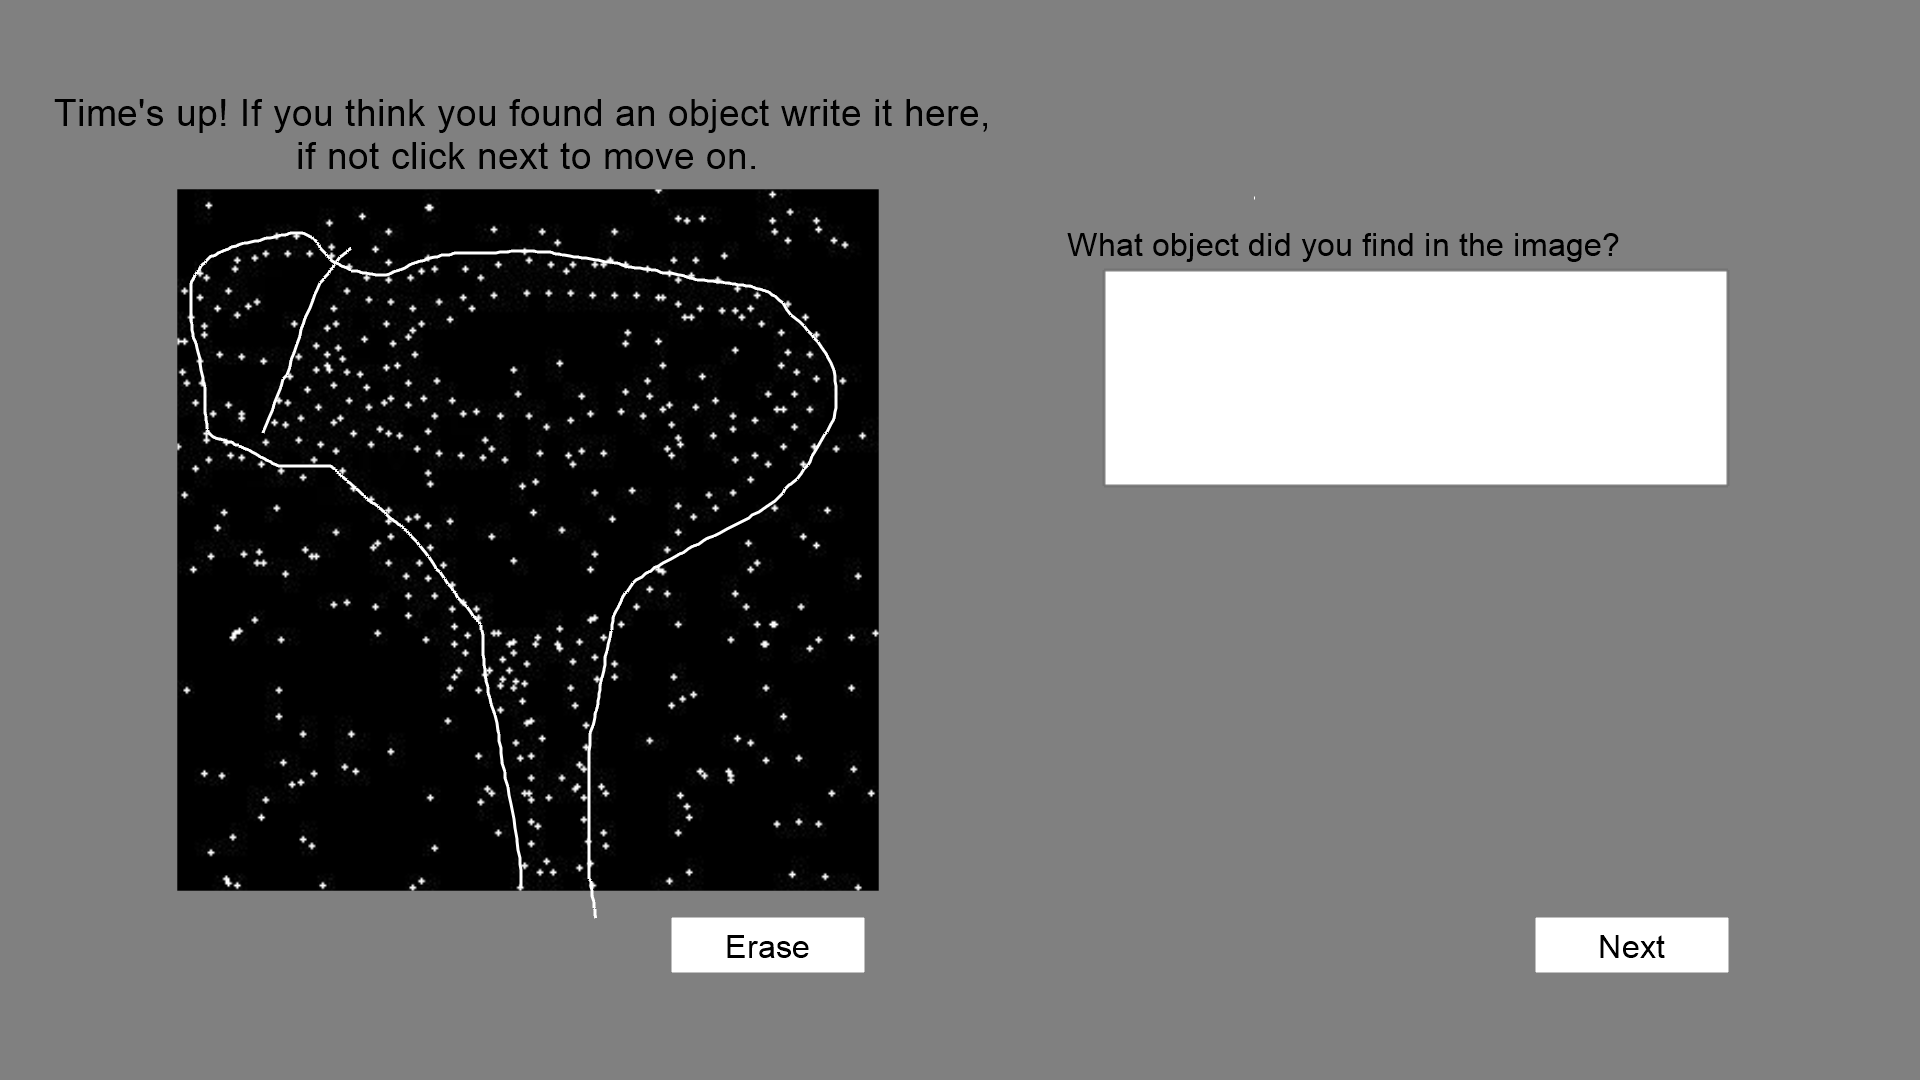 Time's up! If you think you found an object write it here,
if not click next to move on.
What object did you find in the image?
Erase
Next